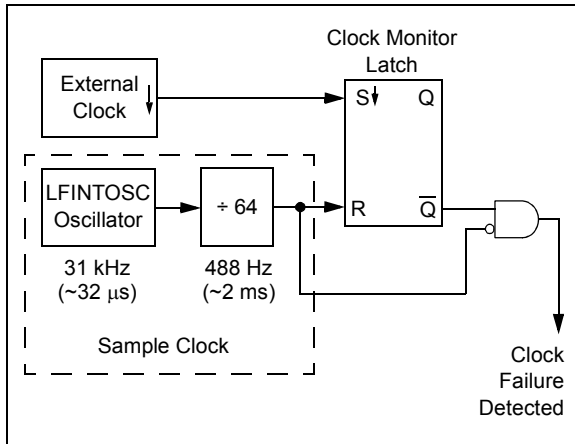 Clock Monitor
Latch
External
Clock
S
Q
LFINTOSC
Oscillator
÷ 64
R
Q̅
31 kHz
(~32 μs)
488 Hz
(~2 ms)
Sample Clock
Clock
Failure
Detected